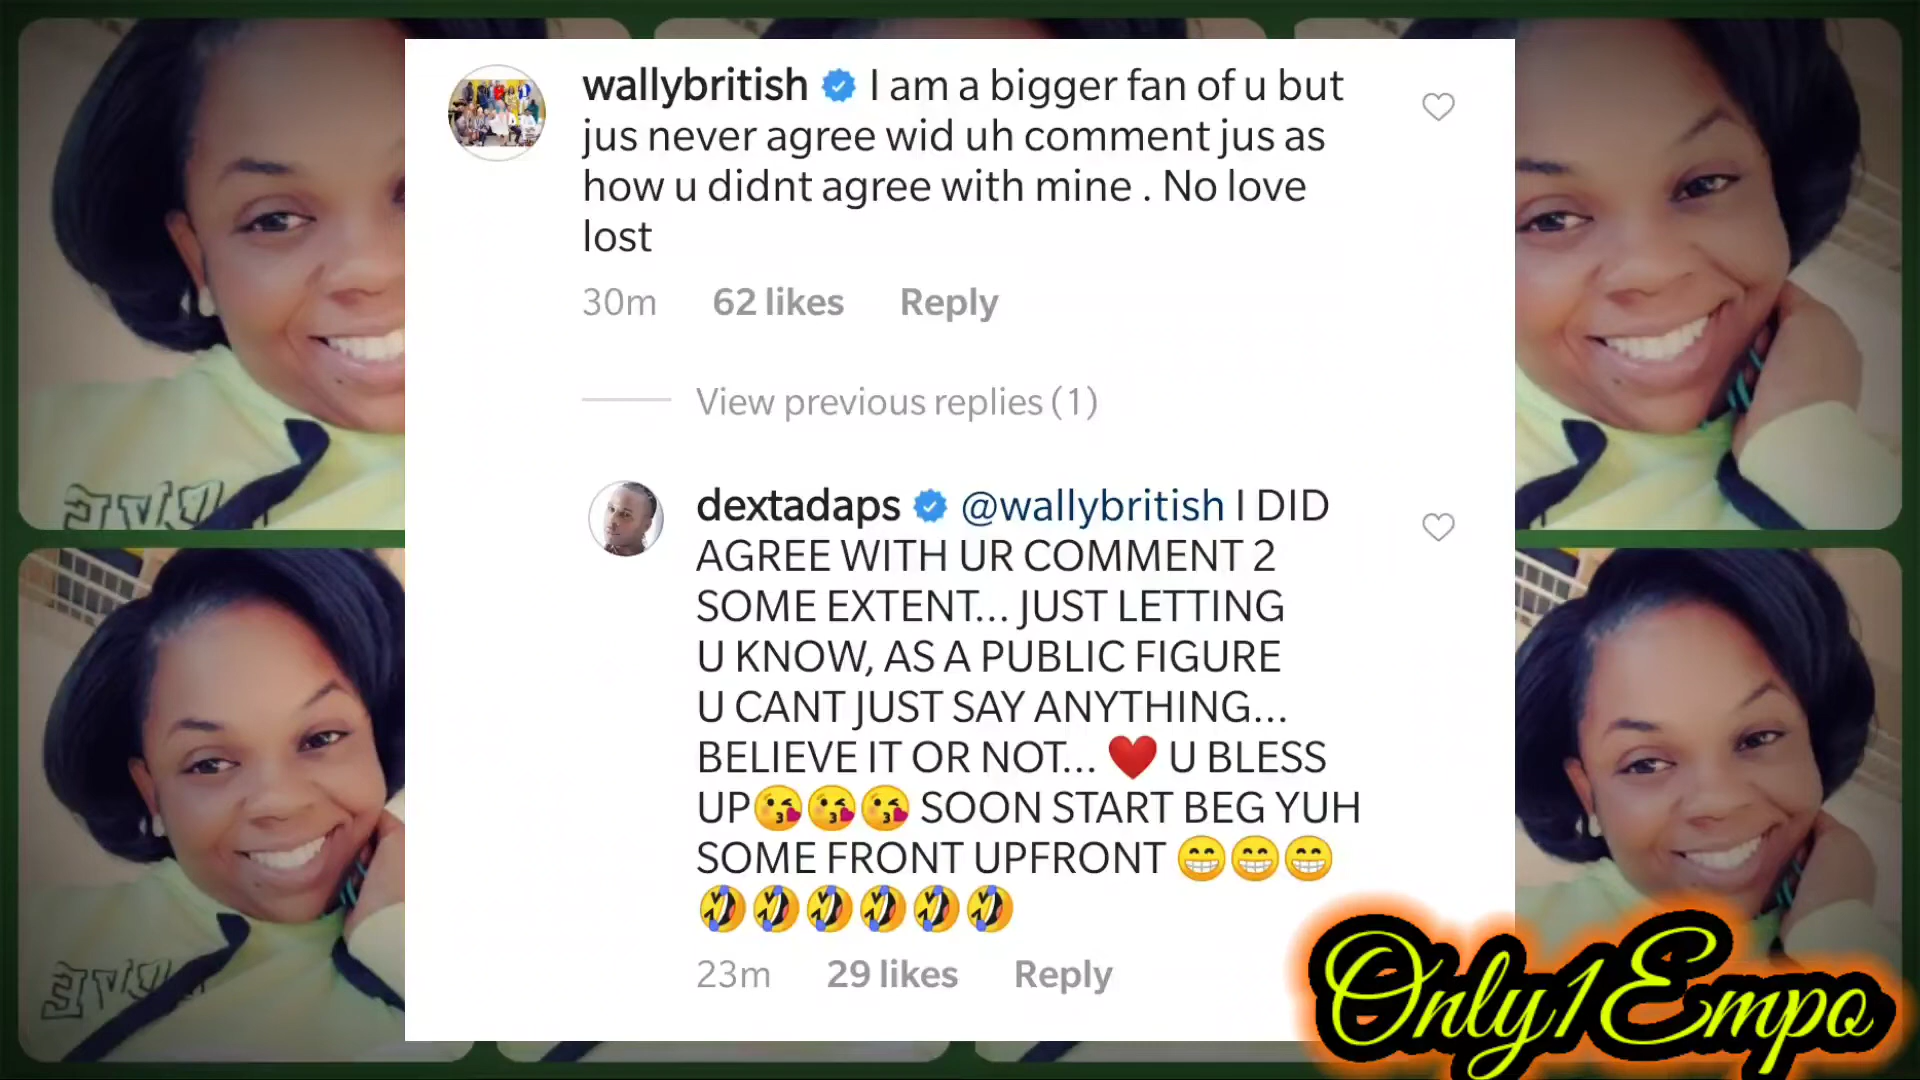 wallybritish I am a bigger fan of u but
jus never agree wid uh comment jus as
how u didnt agree with mine . No love
lost
30m 62 likes Reply
View previous replies (1)
dextadaps @wallybritish I DID
AGREE WITH UR COMMENT 2
SOME EXTENT... JUST LETTING
U KNOW, AS A PUBLIC FIGURE
U CANT JUST SAY ANYTHING...
BELIEVE IT OR NOT... ❤️ U BLESS
UP😘😘😘 SOON START BEG YUH
SOME FRONT UPFRONT 😁😁😁
🤣🤣🤣🤣🤣🤣
23m 29 likes Reply
Only1Empo